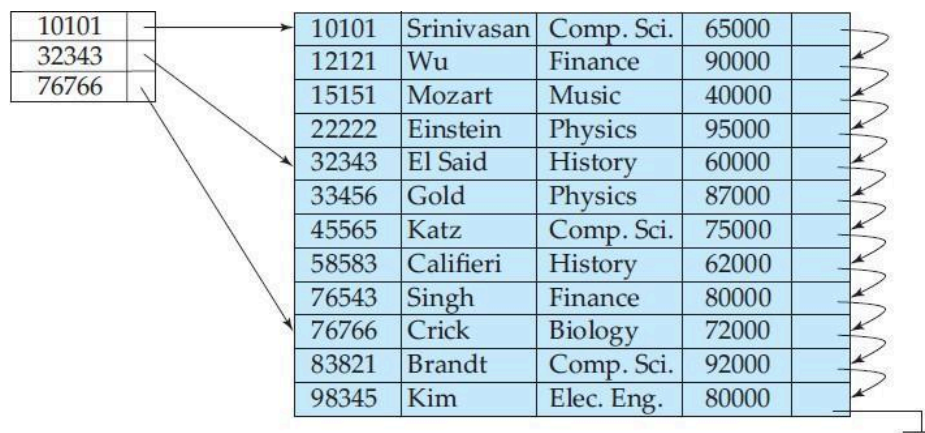 10101
32343
76766
10101 Srinivasan Comp. Sci. 65000
12121 Wu Finance 90000
15151 Mozart Music 40000
22222 Einstein Physics 95000
32343 El Said History 60000
33456 Gold Physics 87000
45565 Katz Comp. Sci. 75000
58583 Califieri History 62000
76543 Singh Finance 80000
76766 Crick Biology 72000
83821 Brandt Comp. Sci. 92000
98345 Kim Elec. Eng. 80000